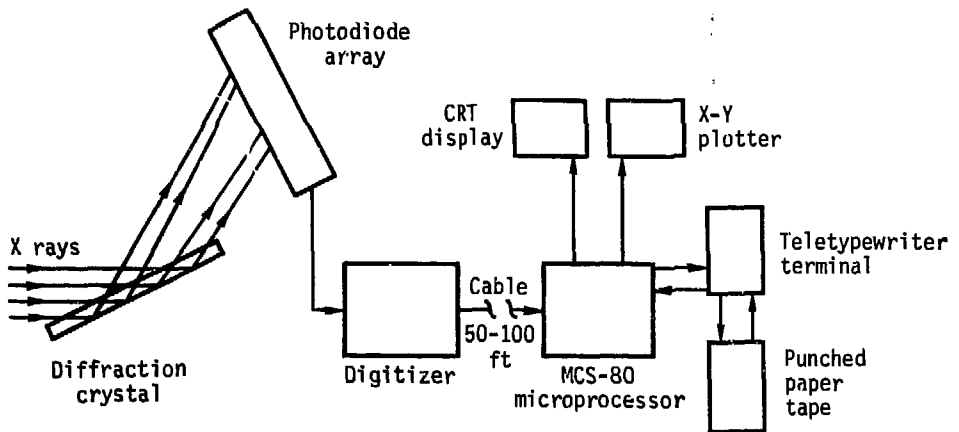 Photodiode
array
X rays
Diffraction
crystal
Digitizer
Cable
50-100
ft
CRT
display
X-Y
plotter
MCS-80
microprocessor
Teletypewriter
terminal
Punched
paper
tape